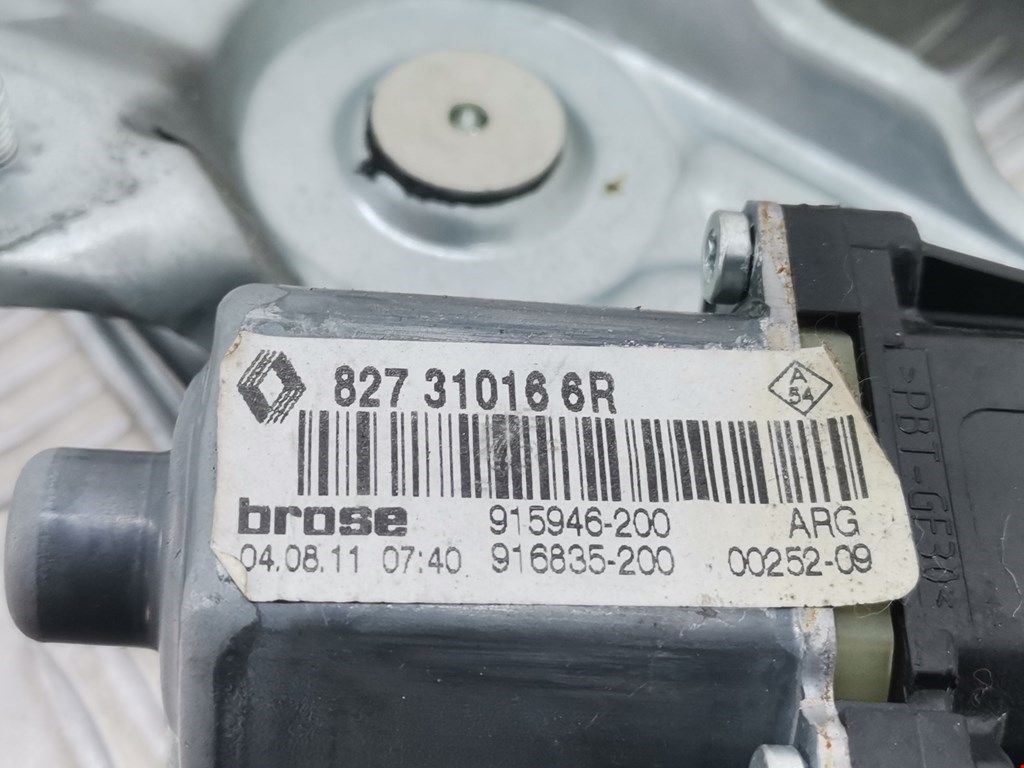 827 31016 6R
A
54
brose 915946-200 ARG
04.08.11 07:40 916835-200 00252-09
>PBT-GF30<